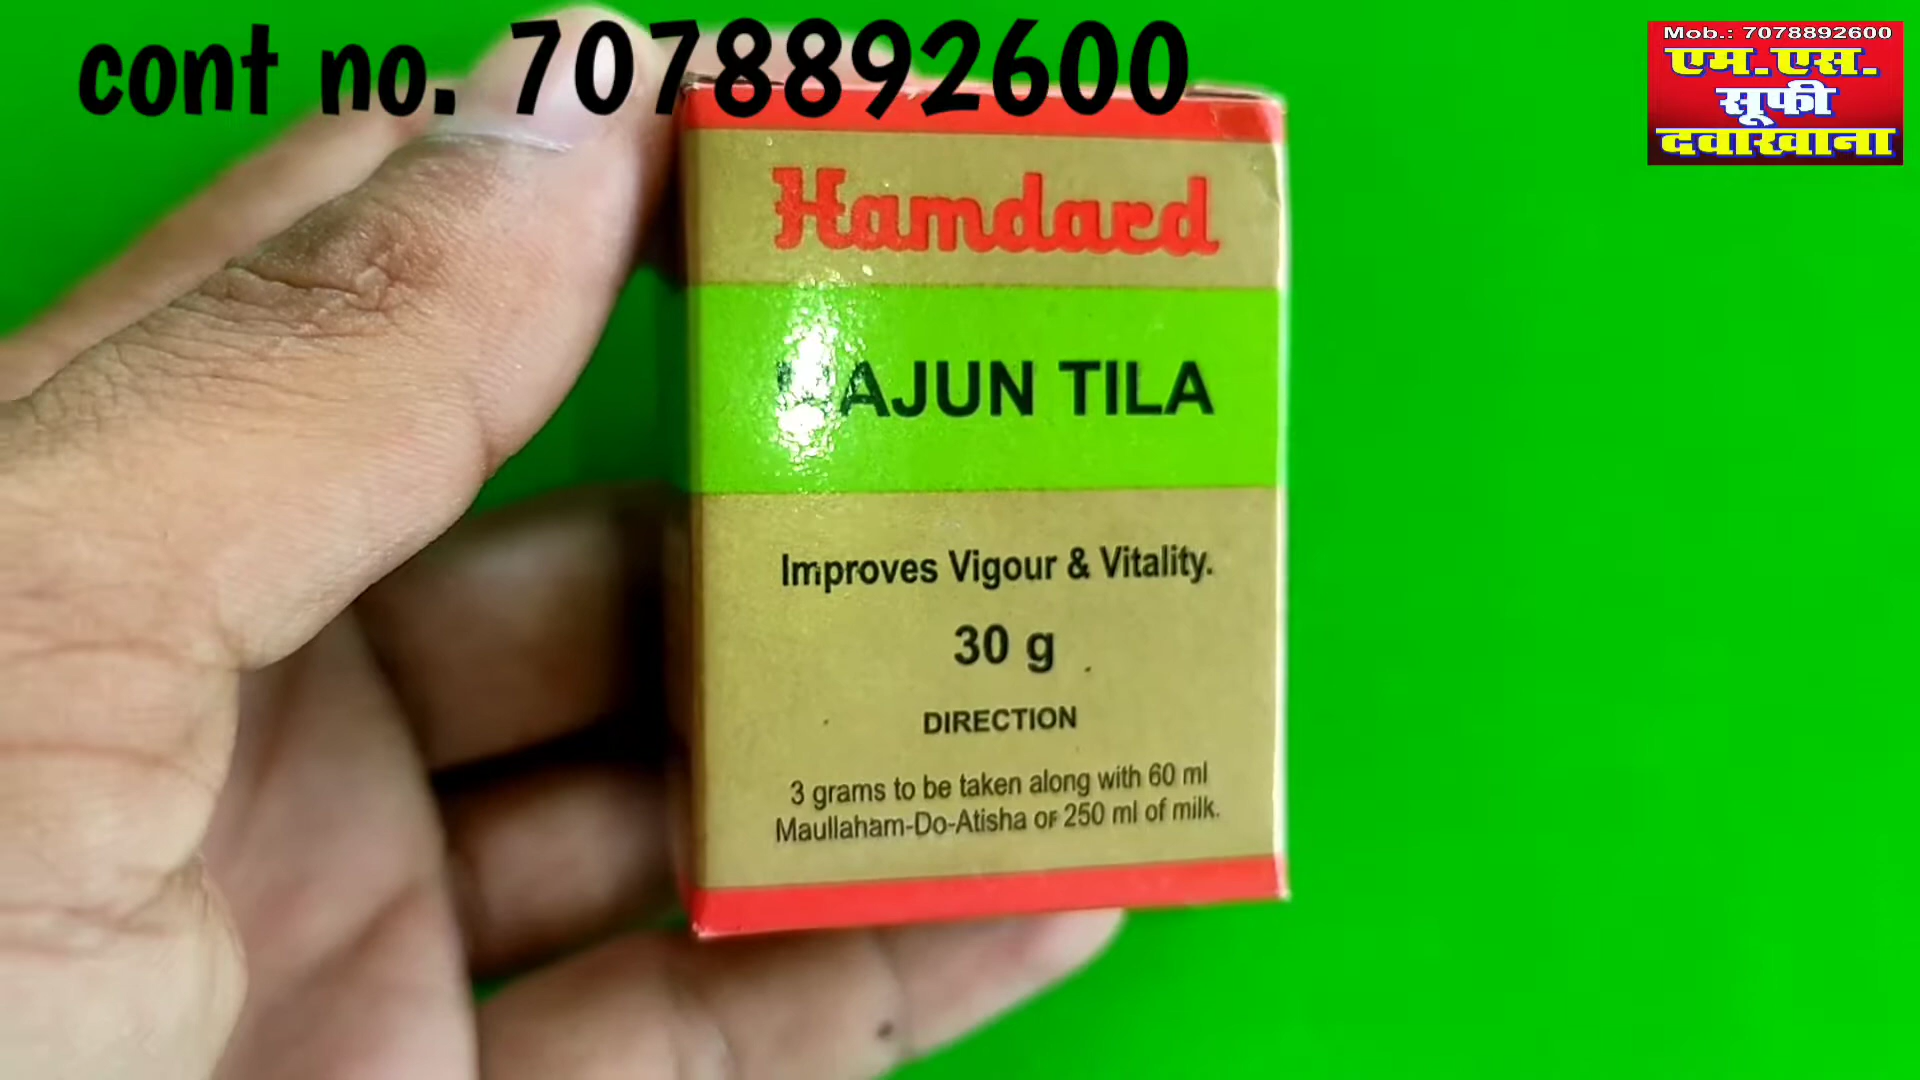 cont no. 7078892600
Mob.: 7078892600
एम.एस.
सूफी
दवाखाना
Hamdard
TILA
Improves Vigour & Vitality.
30 g
DIRECTION
3 grams to be taken along with 60 ml
Maullaham-Do-Atisha or 250 ml of milk.